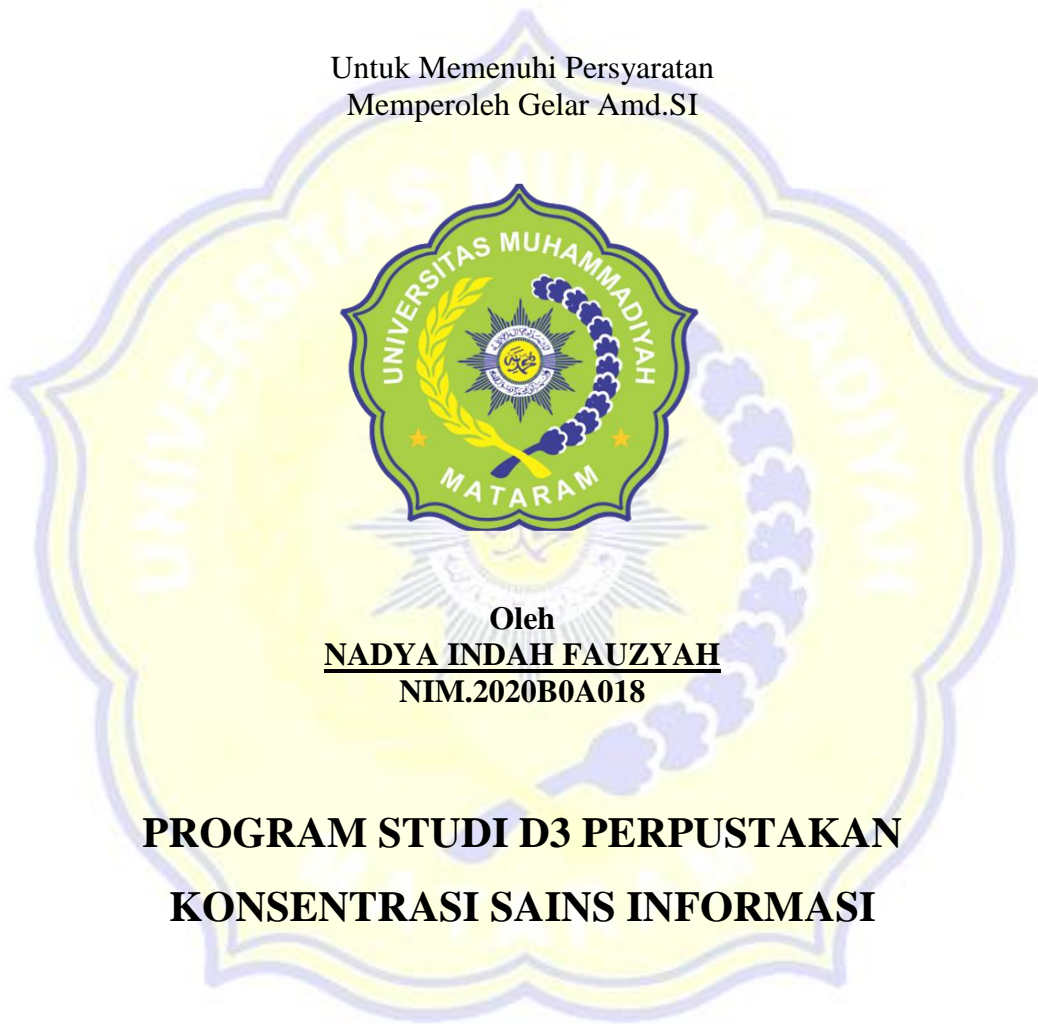 Untuk Memenuhi Persyaratan
Memperoleh Gelar Amd.SI
UNIVERSITAS MUHAMMADIYAH
MATARAM
Oleh
NADYA INDAH FAUZYAH
NIM.2020B0A018
PROGRAM STUDI D3 PERPUSTAKAN
KONSENTRASI SAINS INFORMASI